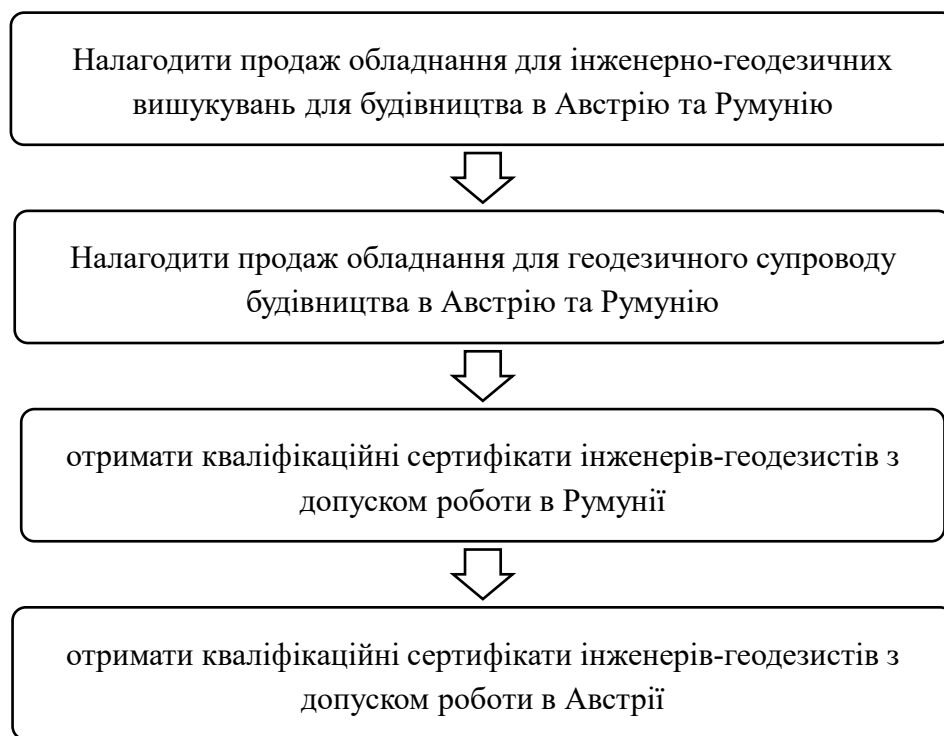 Налагодити продаж обладнання для інженерно-геодезичних
вишукувань для будівництва в Австрію та Румунію
Налагодити продаж обладнання для геодезичного супроводу
будівництва в Австрію та Румунію
отримати кваліфікаційні сертифікати інженерів-геодезистів з
допуском роботи в Румунії
отримати кваліфікаційні сертифікати інженерів-геодезистів з
допуском роботи в Австрії